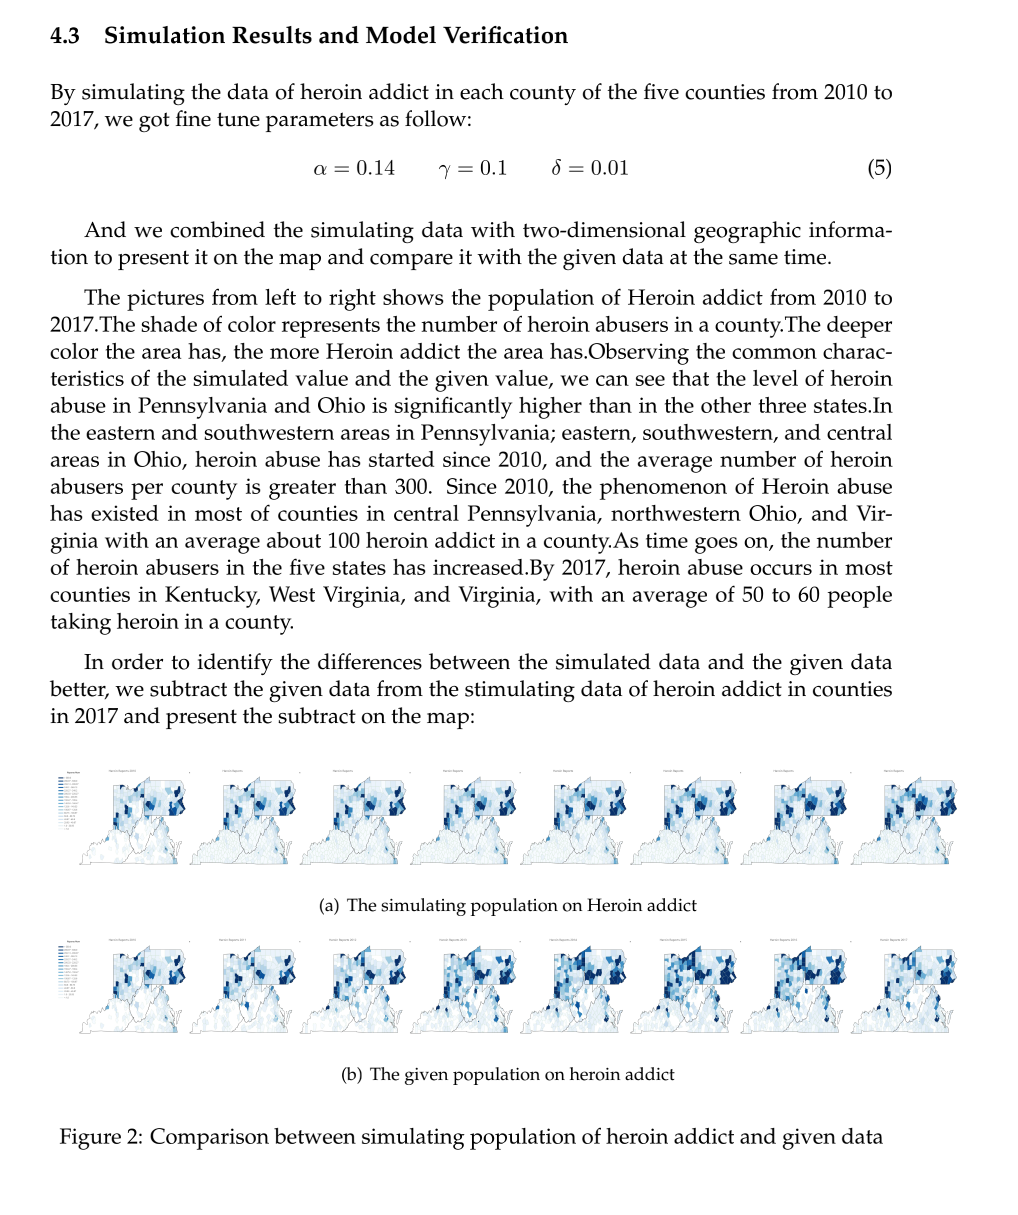 4.3 Simulation Results and Model Verification
By simulating the data of heroin addict in each county of the five counties from 2010 to
2017, we got fine tune parameters as follow:
α = 0.14 γ = 0.1 δ = 0.01 (5)
And we combined the simulating data with two-dimensional geographic informa-
tion to present it on the map and compare it with the given data at the same time.
The pictures from left to right shows the population of Heroin addict from 2010 to
2017.The shade of color represents the number of heroin abusers in a county.The deeper
color the area has, the more Heroin addict the area has.Observing the common charac-
teristics of the simulated value and the given value, we can see that the level of heroin
abuse in Pennsylvania and Ohio is significantly higher than in the other three states.In
the eastern and southwestern areas in Pennsylvania; eastern, southwestern, and central
areas in Ohio, heroin abuse has started since 2010, and the average number of heroin
abusers per county is greater than 300. Since 2010, the phenomenon of Heroin abuse
has existed in most of counties in central Pennsylvania, northwestern Ohio, and Vir-
ginia with an average about 100 heroin addict in a county.As time goes on, the number
of heroin abusers in the five states has increased.By 2017, heroin abuse occurs in most
counties in Kentucky, West Virginia, and Virginia, with an average of 50 to 60 people
taking heroin in a county.
In order to identify the differences between the simulated data and the given data
better, we subtract the given data from the stimulating data of heroin addict in counties
in 2017 and present the subtract on the map:
(a) The simulating population on Heroin addict
(b) The given population on heroin addict
Figure 2: Comparison between simulating population of heroin addict and given data